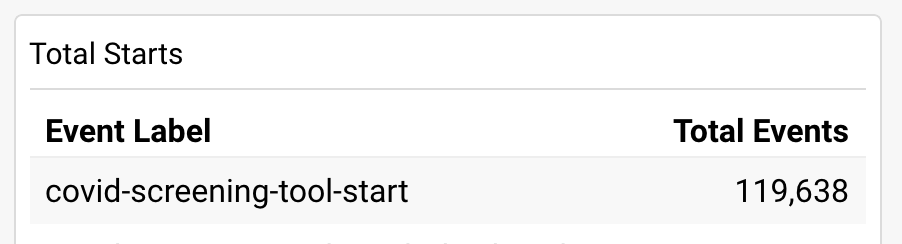 Total Starts
Event Label Total Events
covid-screening-tool-start 119,638